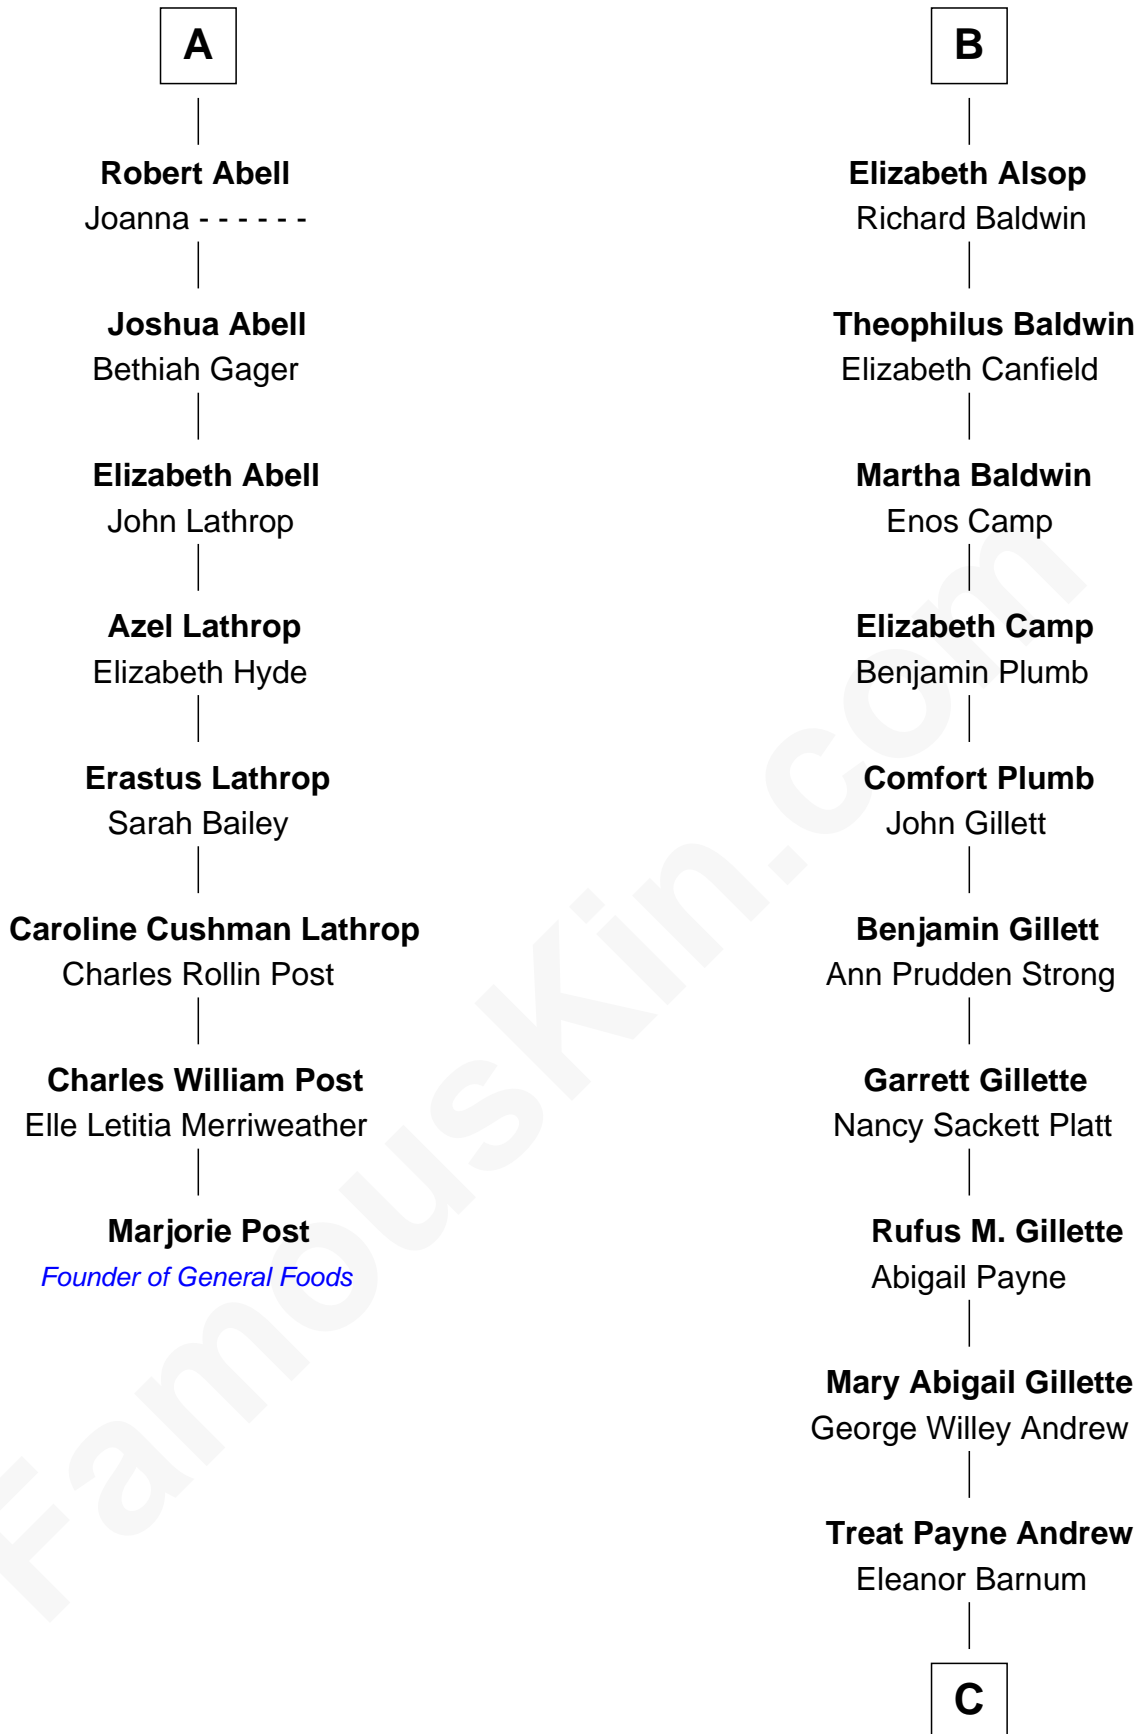 A
Robert Abell
Joanna - - - - - -
Joshua Abell
Bethiah Gager
Elizabeth Abell
John Lathrop
Azel Lathrop
Elizabeth Hyde
Erastus Lathrop
Sarah Bailey
Caroline Cushman Lathrop
Charles Rollin Post
Charles William Post
Elle Letitia Merriweather
Marjorie Post
Founder of General Foods
B
Elizabeth Alsop
Richard Baldwin
Theophilus Baldwin
Elizabeth Canfield
Martha Baldwin
Enos Camp
Elizabeth Camp
Benjamin Plumb
Comfort Plumb
John Gillett
Benjamin Gillett
Ann Prudden Strong
Garrett Gillette
Nancy Sackett Platt
Rufus M. Gillette
Abigail Payne
Mary Abigail Gillette
George Willey Andrew
Treat Payne Andrew
Eleanor Barnum
C
FamousKin.com